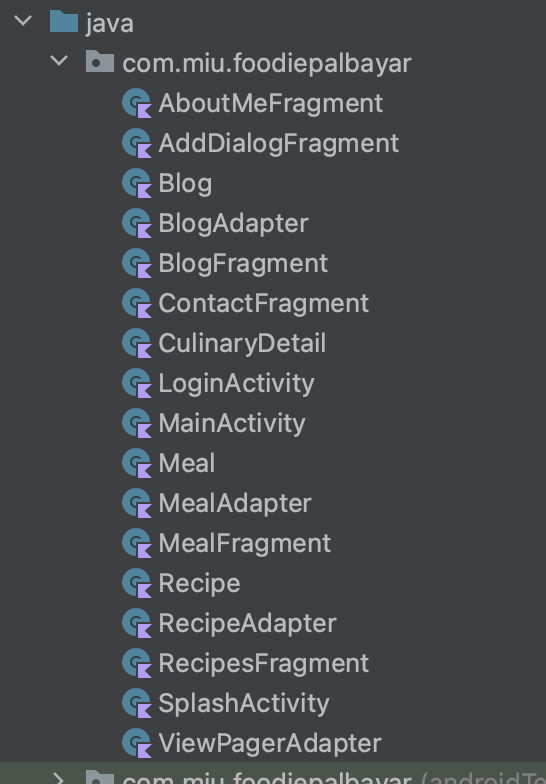 java
com.miu.foodiepalbayar
AboutMeFragment
AddDialogFragment
Blog
BlogAdapter
BlogFragment
ContactFragment
CulinaryDetail
LoginActivity
MainActivity
Meal
MealAdapter
MealFragment
Recipe
RecipeAdapter
RecipesFragment
SplashActivity
ViewPagerAdapter
com.miu.foodiepalbayar (androidTe